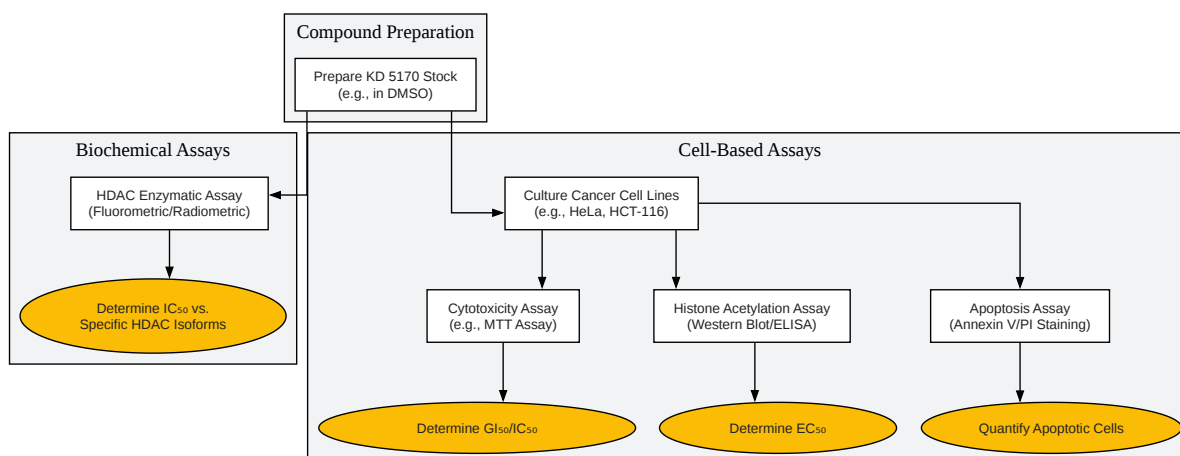 Compound Preparation
Prepare KD 5170 Stock
(e.g., in DMSO)
Biochemical Assays
HDAC Enzymatic Assay
(Fluorometric/Radiometric)
Determine IC₅₀ vs.
Specific HDAC Isoforms
Cell-Based Assays
Culture Cancer Cell Lines
(e.g., HeLa, HCT-116)
Cytotoxicity Assay
(e.g., MTT Assay)
Histone Acetylation Assay
(Western Blot/ELISA)
Apoptosis Assay
(Annexin V/PI Staining)
Determine GI₅₀/IC₅₀
Determine EC₅₀
Quantify Apoptotic Cells